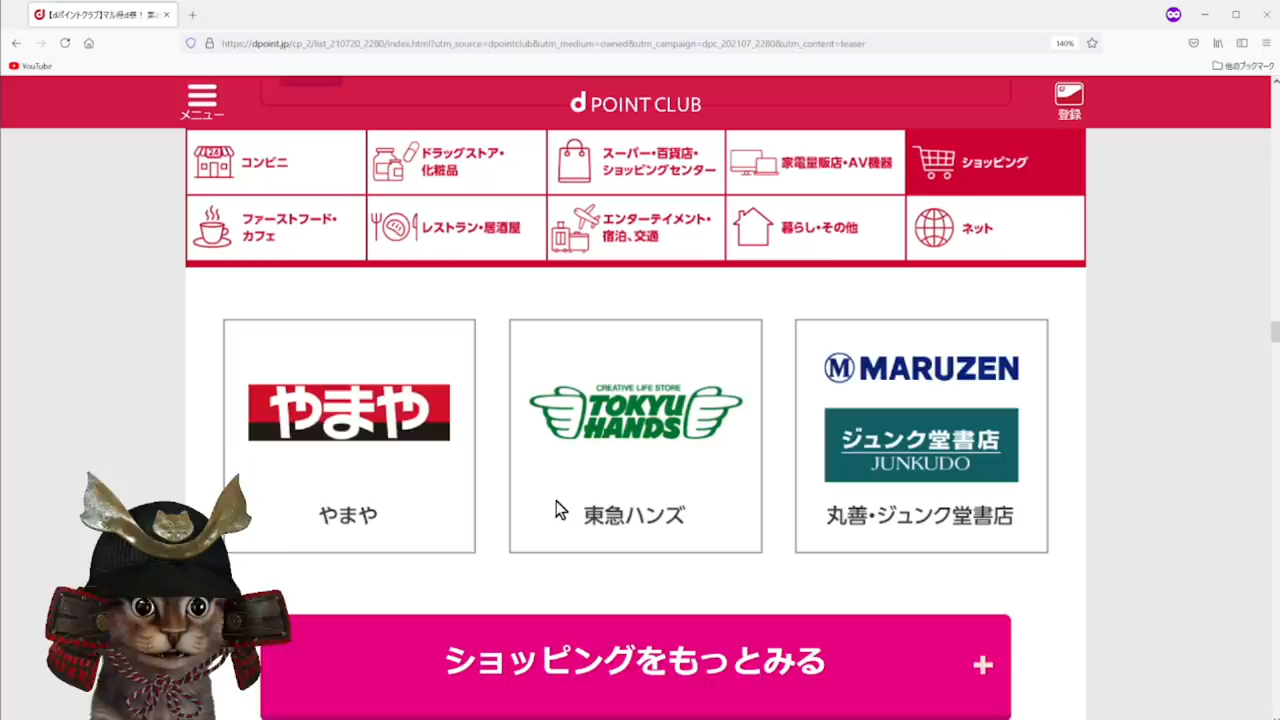 【dポイントクラブ】マル得d祭！ 第2
https://dpoint.jp/cp_2/list_210720_2280/index.html?utm_source=dpointclub&utm_medium=owned&utm_campaign=dpc_202107_2280&utm_content=teaser
140%
YouTube
他のブックマーク
メニュー
d POINT CLUB
登録
24
コンビニ
ドラッグストア・
化粧品
スーパー・百貨店・
ショッピングセンター
家電量販店・AV機器
ショッピング
ファーストフード・
カフェ
レストラン・居酒屋
エンターテイメント・
宿泊、交通
暮らし・その他
ネット
やまや
やまや
CREATIVE LIFE STORE
TOKYU
HANDS
東急ハンズ
M MARUZEN
ジュンク堂書店
JUNKUDO
丸善・ジュンク堂書店
ショッピングをもっとみる
+